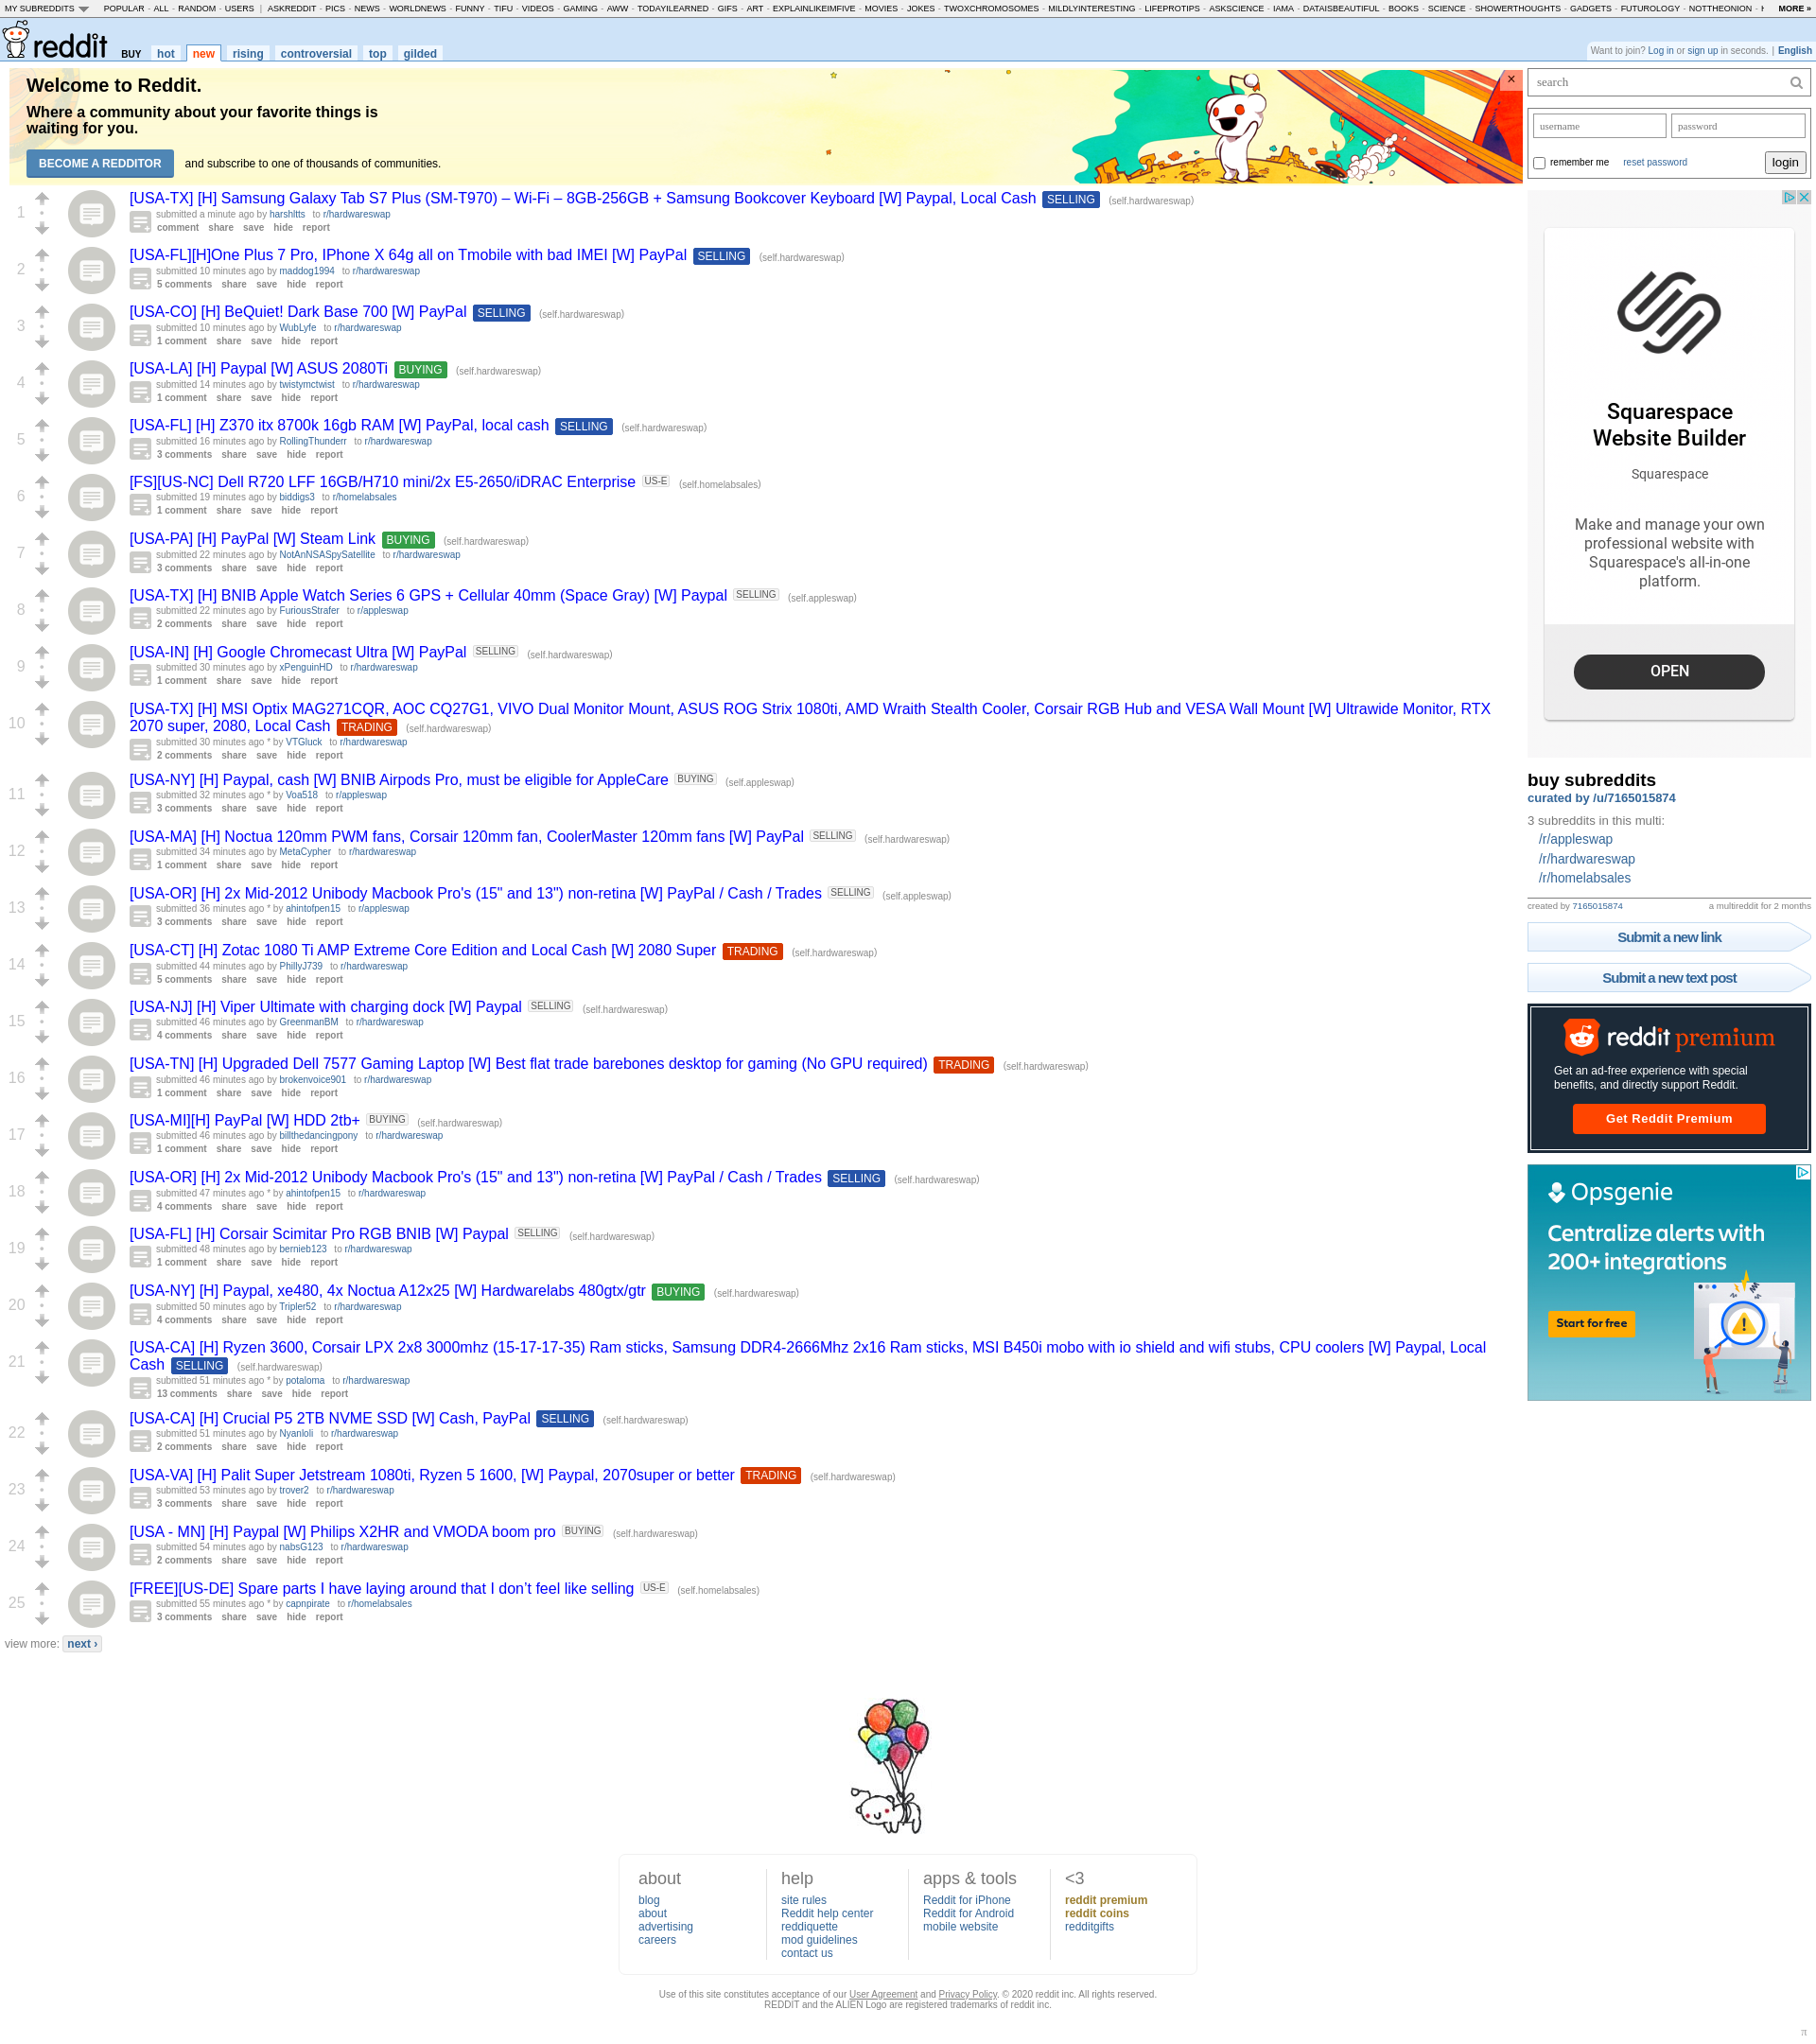 MY SUBREDDITS POPULAR - ALL - RANDOM - USERS | ASKREDDIT - PICS - NEWS - WORLDNEWS - FUNNY - TIFU - VIDEOS - GAMING - AWW - TODAYILEARNED - GIFS - ART - EXPLAINLIKEIMFIVE - MOVIES - JOKES - TWOXCHROMOSOMES - MILDLYINTERESTING - LIFEPROTIPS - ASKSCIENCE - IAMA - DATAISBEAUTIFUL - BOOKS - SCIENCE - SHOWERTHOUGHTS - GADGETS - FUTUROLOGY - NOTTHEONION - MORE »
reddit BUY hot new rising controversial top gilded
Want to join? Log in or sign up in seconds. | English
Welcome to Reddit.
Where a community about your favorite things is
waiting for you.
BECOME A REDDITOR and subscribe to one of thousands of communities.
1
[USA-TX] [H] Samsung Galaxy Tab S7 Plus (SM-T970) – Wi-Fi – 8GB-256GB + Samsung Bookcover Keyboard [W] Paypal, Local Cash SELLING (self.hardwareswap)
submitted a minute ago by harshltts to r/hardwareswap
comment share save hide report
2
[USA-FL][H]One Plus 7 Pro, IPhone X 64g all on Tmobile with bad IMEI [W] PayPal SELLING (self.hardwareswap)
submitted 10 minutes ago by maddog1994 to r/hardwareswap
5 comments share save hide report
3
[USA-CO] [H] BeQuiet! Dark Base 700 [W] PayPal SELLING (self.hardwareswap)
submitted 10 minutes ago by WubLyfe to r/hardwareswap
1 comment share save hide report
4
[USA-LA] [H] Paypal [W] ASUS 2080Ti BUYING (self.hardwareswap)
submitted 14 minutes ago by twistymctwist to r/hardwareswap
1 comment share save hide report
5
[USA-FL] [H] Z370 itx 8700k 16gb RAM [W] PayPal, local cash SELLING (self.hardwareswap)
submitted 16 minutes ago by RollingThunderr to r/hardwareswap
3 comments share save hide report
6
[FS][US-NC] Dell R720 LFF 16GB/H710 mini/2x E5-2650/iDRAC Enterprise US-E (self.homelabsales)
submitted 19 minutes ago by biddigs3 to r/homelabsales
1 comment share save hide report
7
[USA-PA] [H] PayPal [W] Steam Link BUYING (self.hardwareswap)
submitted 22 minutes ago by NotAnNSASpySatellite to r/hardwareswap
3 comments share save hide report
8
[USA-TX] [H] BNIB Apple Watch Series 6 GPS + Cellular 40mm (Space Gray) [W] Paypal SELLING (self.appleswap)
submitted 22 minutes ago by FuriousStrafer to r/appleswap
2 comments share save hide report
9
[USA-IN] [H] Google Chromecast Ultra [W] PayPal SELLING (self.hardwareswap)
submitted 30 minutes ago by xPenguinHD to r/hardwareswap
1 comment share save hide report
10
[USA-TX] [H] MSI Optix MAG271CQR, AOC CQ27G1, VIVO Dual Monitor Mount, ASUS ROG Strix 1080ti, AMD Wraith Stealth Cooler, Corsair RGB Hub and VESA Wall Mount [W] Ultrawide Monitor, RTX
2070 super, 2080, Local Cash TRADING (self.hardwareswap)
submitted 30 minutes ago * by VTGluck to r/hardwareswap
2 comments share save hide report
11
[USA-NY] [H] Paypal, cash [W] BNIB Airpods Pro, must be eligible for AppleCare BUYING (self.appleswap)
submitted 32 minutes ago * by Voa518 to r/appleswap
3 comments share save hide report
12
[USA-MA] [H] Noctua 120mm PWM fans, Corsair 120mm fan, CoolerMaster 120mm fans [W] PayPal SELLING (self.hardwareswap)
submitted 34 minutes ago by MetaCypher to r/hardwareswap
1 comment share save hide report
13
[USA-OR] [H] 2x Mid-2012 Unibody Macbook Pro's (15" and 13") non-retina [W] PayPal / Cash / Trades SELLING (self.appleswap)
submitted 36 minutes ago * by ahintofpen15 to r/appleswap
3 comments share save hide report
14
[USA-CT] [H] Zotac 1080 Ti AMP Extreme Core Edition and Local Cash [W] 2080 Super TRADING (self.hardwareswap)
submitted 44 minutes ago by PhillyJ739 to r/hardwareswap
5 comments share save hide report
15
[USA-NJ] [H] Viper Ultimate with charging dock [W] Paypal SELLING (self.hardwareswap)
submitted 46 minutes ago by GreenmanBM to r/hardwareswap
4 comments share save hide report
16
[USA-TN] [H] Upgraded Dell 7577 Gaming Laptop [W] Best flat trade barebones desktop for gaming (No GPU required) TRADING (self.hardwareswap)
submitted 46 minutes ago by brokenvoice901 to r/hardwareswap
1 comment share save hide report
17
[USA-MI][H] PayPal [W] HDD 2tb+ BUYING (self.hardwareswap)
submitted 46 minutes ago by billthedancingpony to r/hardwareswap
1 comment share save hide report
18
[USA-OR] [H] 2x Mid-2012 Unibody Macbook Pro's (15" and 13") non-retina [W] PayPal / Cash / Trades SELLING (self.hardwareswap)
submitted 47 minutes ago * by ahintofpen15 to r/hardwareswap
4 comments share save hide report
19
[USA-FL] [H] Corsair Scimitar Pro RGB BNIB [W] Paypal SELLING (self.hardwareswap)
submitted 48 minutes ago by bernieb123 to r/hardwareswap
1 comment share save hide report
20
[USA-NY] [H] Paypal, xe480, 4x Noctua A12x25 [W] Hardwarelabs 480gtx/gtr BUYING (self.hardwareswap)
submitted 50 minutes ago by Tripler52 to r/hardwareswap
4 comments share save hide report
21
[USA-CA] [H] Ryzen 3600, Corsair LPX 2x8 3000mhz (15-17-17-35) Ram sticks, Samsung DDR4-2666Mhz 2x16 Ram sticks, MSI B450i mobo with io shield and wifi stubs, CPU coolers [W] Paypal, Local
Cash SELLING (self.hardwareswap)
submitted 51 minutes ago * by potaloma to r/hardwareswap
13 comments share save hide report
22
[USA-CA] [H] Crucial P5 2TB NVME SSD [W] Cash, PayPal SELLING (self.hardwareswap)
submitted 51 minutes ago by Nyanloli to r/hardwareswap
2 comments share save hide report
23
[USA-VA] [H] Palit Super Jetstream 1080ti, Ryzen 5 1600, [W] Paypal, 2070super or better TRADING (self.hardwareswap)
submitted 53 minutes ago by trover2 to r/hardwareswap
3 comments share save hide report
24
[USA - MN] [H] Paypal [W] Philips X2HR and VMODA boom pro BUYING (self.hardwareswap)
submitted 54 minutes ago by nabsG123 to r/hardwareswap
2 comments share save hide report
25
[FREE][US-DE] Spare parts I have laying around that I don’t feel like selling US-E (self.homelabsales)
submitted 55 minutes ago * by capnpirate to r/homelabsales
3 comments share save hide report
view more: next ›
search
username password
remember me reset password login
Squarespace
Website Builder
Squarespace
Make and manage your own
professional website with
Squarespace's all-in-one
platform.
OPEN
buy subreddits
curated by /u/7165015874
3 subreddits in this multi:
/r/appleswap
/r/hardwareswap
/r/homelabsales
created by 7165015874 a multireddit for 2 months
Submit a new link
Submit a new text post
reddit premium
Get an ad-free experience with special
benefits, and directly support Reddit.
Get Reddit Premium
Opsgenie
Centralize alerts with
200+ integrations
Start for free
about
blog
about
advertising
careers
help
site rules
Reddit help center
reddiquette
mod guidelines
contact us
apps & tools
Reddit for iPhone
Reddit for Android
mobile website
<3
reddit premium
reddit coins
redditgifts
Use of this site constitutes acceptance of our User Agreement and Privacy Policy. © 2020 reddit inc. All rights reserved.
REDDIT and the ALIEN Logo are registered trademarks of reddit inc.
π